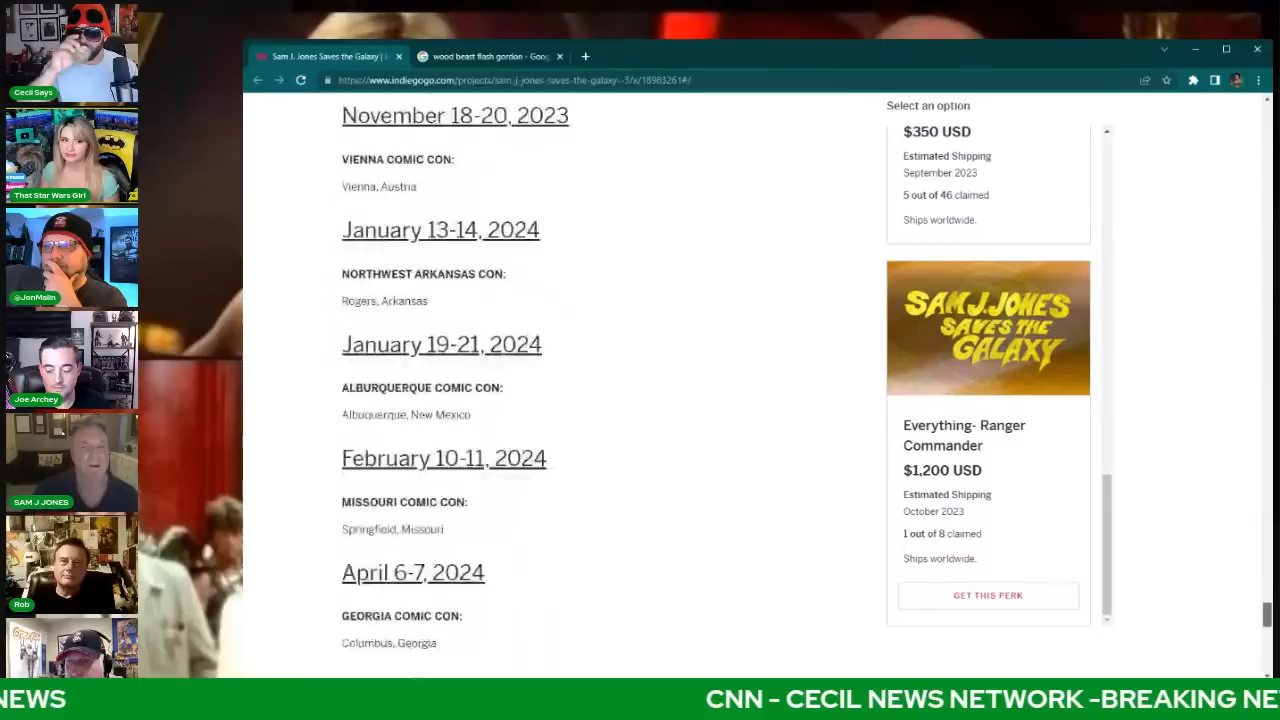 Cecil Says
That Star Wars Girl
@JonMalin
Joe Archey
SAM J JONES
Rob
Sam J. Jones Saves the Galaxy |
wood beast flash gordon - Goo
https://www.indiegogo.com/projects/sam-j-jones-saves-the-galaxy--3/x/18983261#/
November 18-20, 2023
VIENNA COMIC CON:
Vienna, Austria
January 13-14, 2024
NORTHWEST ARKANSAS CON:
Rogers, Arkansas
January 19-21, 2024
ALBURQUERQUE COMIC CON:
Albuquerque, New Mexico
February 10-11, 2024
MISSOURI COMIC CON:
Springfield, Missouri
April 6-7, 2024
GEORGIA COMIC CON:
Columbus, Georgia
Select an option
$350 USD
Estimated Shipping
September 2023
5 out of 46 claimed
Ships worldwide.
SAM J. JONES
SAVES THE
GALAXY
Everything- Ranger
Commander
$1,200 USD
Estimated Shipping
October 2023
1 out of 8 claimed
Ships worldwide.
GET THIS PERK
NEWS
CNN - CECIL NEWS NETWORK -BREAKING NE